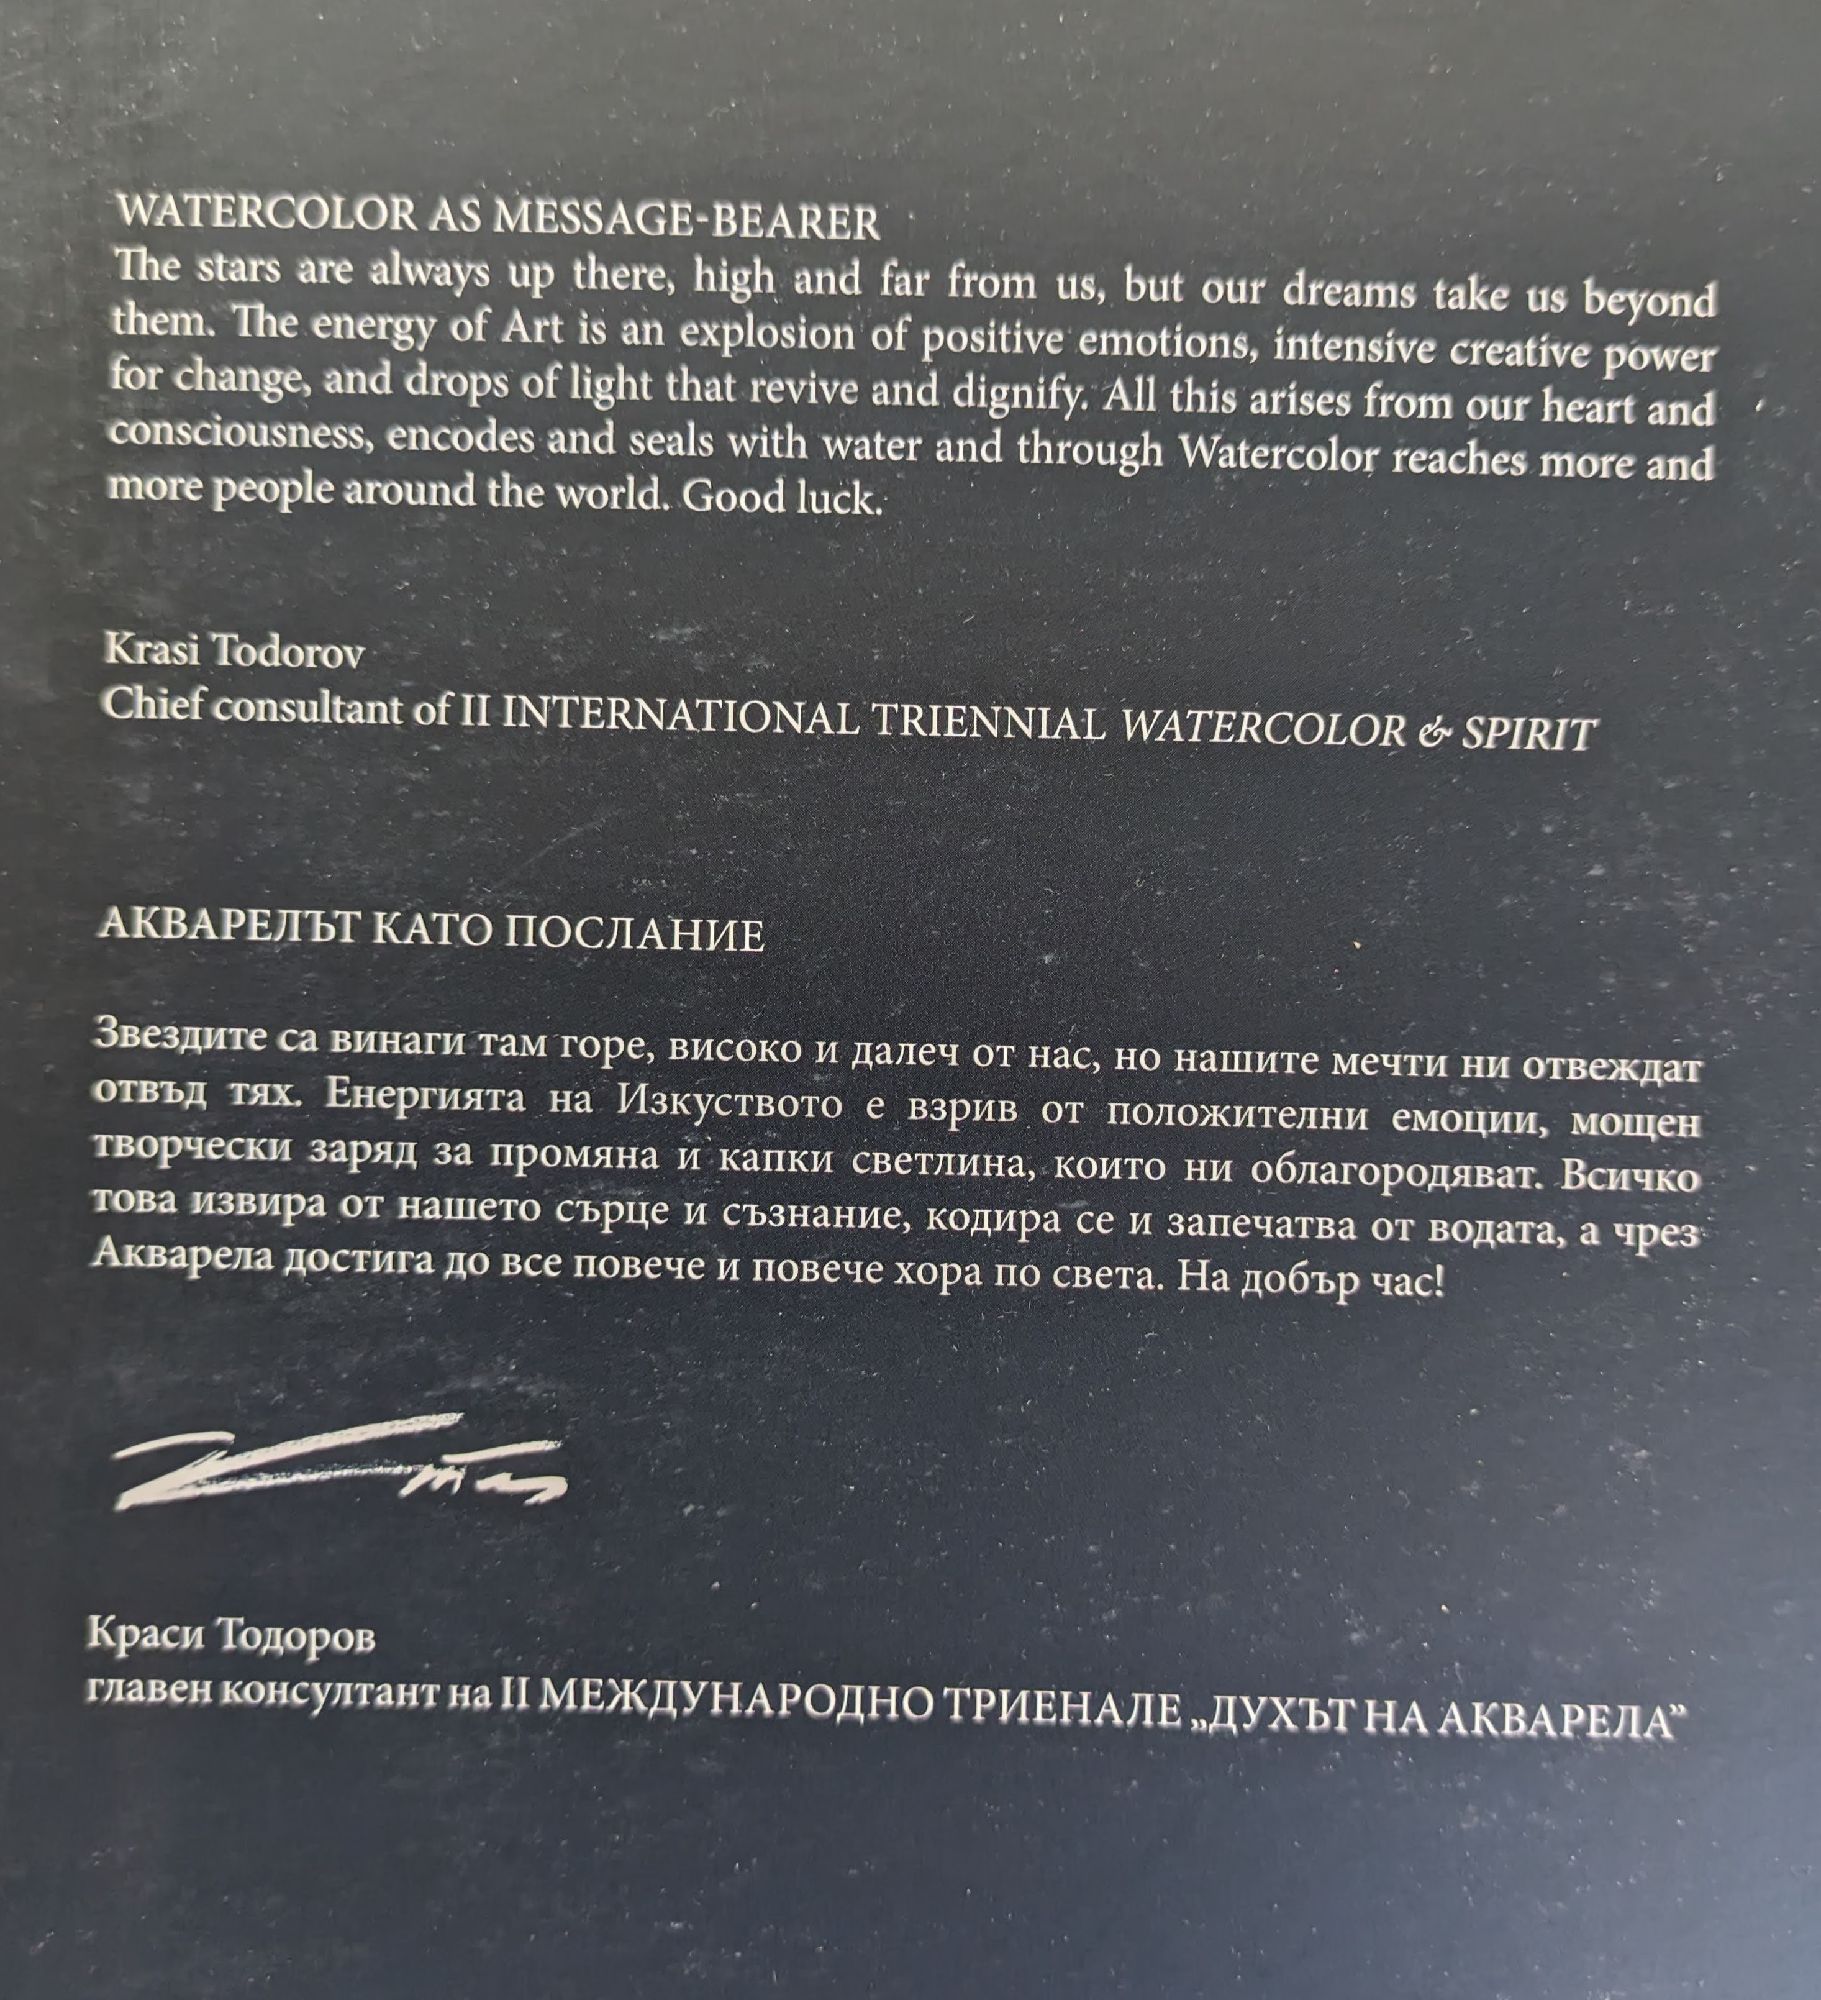 WATERCOLOR AS MESSAGE-BEARER
The stars are always up there, high and far from us, but our dreams take us beyond
them. The energy of Art is an explosion of positive emotions, intensive creative power
for change, and drops of light that revive and dignify. All this arises from our heart and
consciousness, encodes and seals with water and through Watercolor reaches more and
more people around the world. Good luck.
Krasi Todorov
Chief consultant of II INTERNATIONAL TRIENNIAL WATERCOLOR & SPIRIT
АКВАРЕЛЪТ КАТО ПОСЛАНИЕ
Звездите са винаги там горе, високо и далеч от нас, но нашите мечти ни отвеждат
отвъд тях. Енергията на Изкуството е взрив от положителни емоции, мощен
творчески заряд за промяна и капки светлина, които ни облагородяват. Всичко
това извира от нашето сърце и съзнание, кодира се и запечатва от водата, а чрез
Акварела достига до все повече и повече хора по света. На добър час!
Краси Тодоров
главен консултант на II МЕЖДУНАРОДНО ТРИЕНАЛЕ „ДУХЪТ НА АКВАРЕЛА”